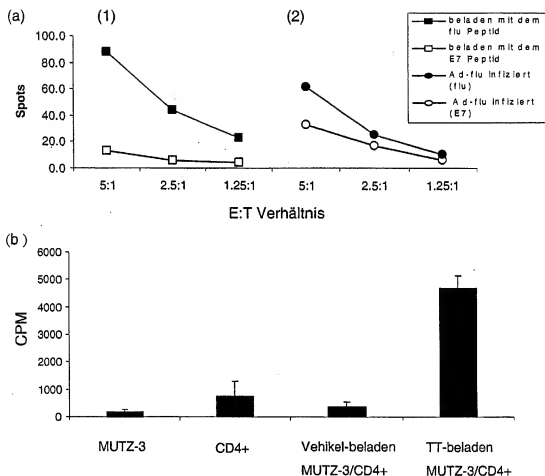 (a)
(1)
(2)
beladen mit dem
flu Peptid
beladen mit dem
E7 Peptid
Ad-flu infiziert
(flu)
Ad-flu infiziert
(E7)
Spots
100.0
80.0
60.0
40.0
20.0
0.0
5:1 2.5:1 1.25:1 5:1 2.5:1 1.25:1
E:T Verhältnis
(b)
CPM
6000
5000
4000
3000
2000
1000
0
MUTZ-3 CD4+ Vehikel-beladen TT-beladen
MUTZ-3/CD4+ MUTZ-3/CD4+